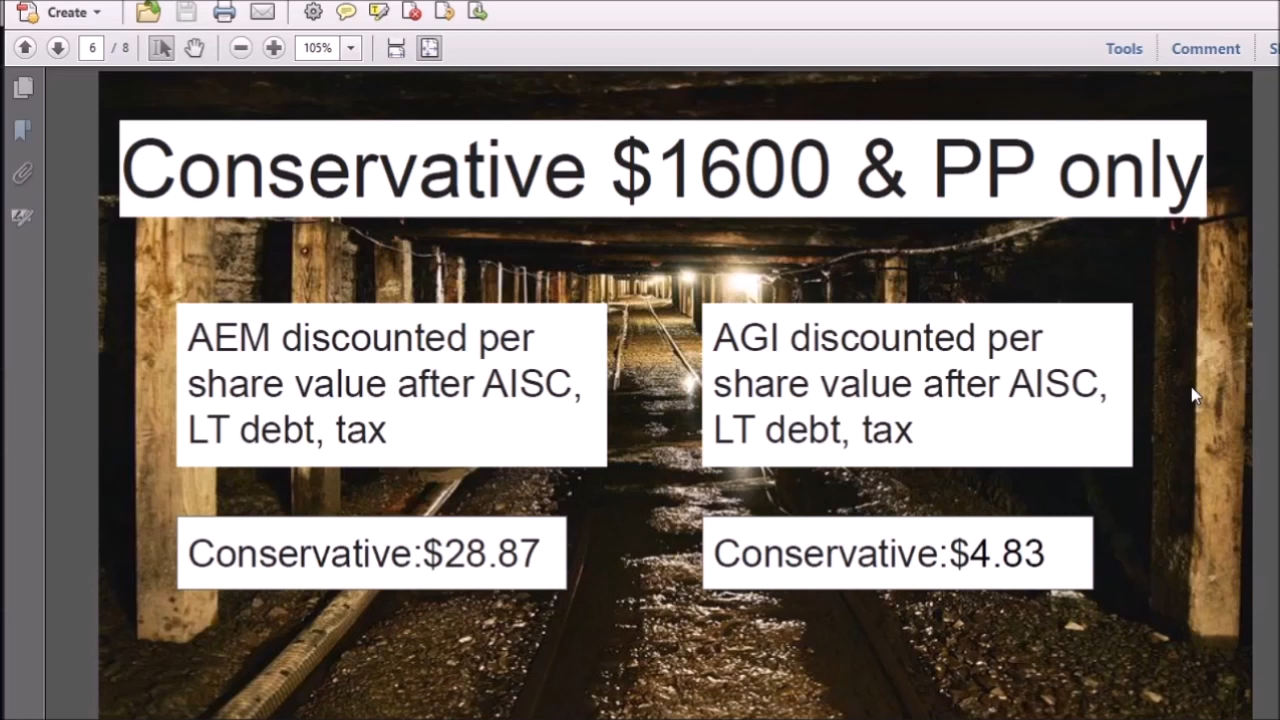 Create
6 / 8
105%
Tools
Comment
S
Conservative $1600 & PP only
AEM discounted per
share value after AISC,
LT debt, tax
AGI discounted per
share value after AISC,
LT debt, tax
Conservative:$28.87
Conservative:$4.83